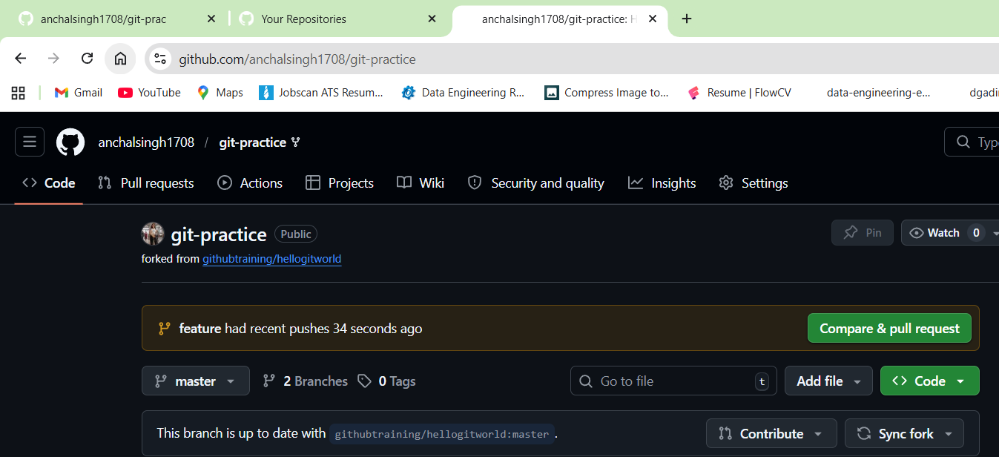 anchalsingh1708/git-prac
Your Repositories
anchalsingh1708/git-practice: H
github.com/anchalsingh1708/git-practice
Gmail YouTube Maps Jobscan ATS Resum... Data Engineering R... Compress Image to... Resume | FlowCV data-engineering-e... dgadi
anchalsingh1708 / git-practice
Typ
Code Pull requests Actions Projects Wiki Security and quality Insights Settings
git-practice Public
Pin Watch 0
forked from githubtraining/hellogitworld
feature had recent pushes 34 seconds ago
Compare & pull request
master 2 Branches 0 Tags Go to file t Add file Code
This branch is up to date with githubtraining/hellogitworld:master.
Contribute Sync fork